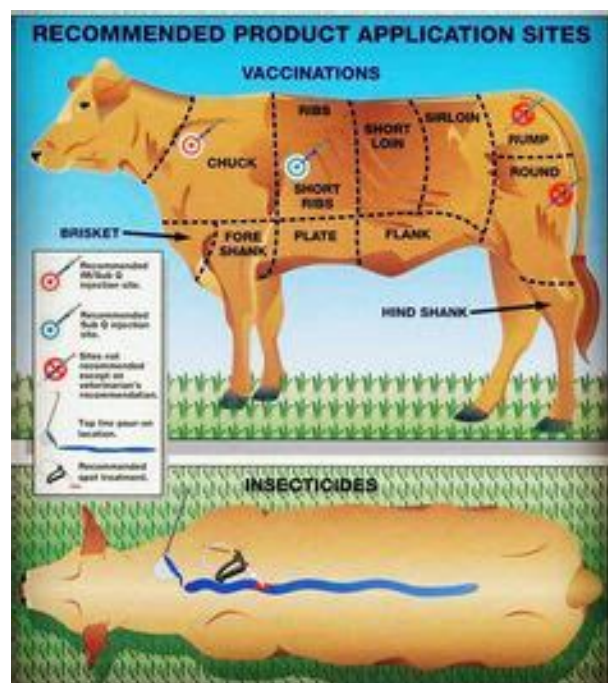 RECOMMENDED PRODUCT APPLICATION SITES
VACCINATIONS
RIBS
SHORT
LOIN
SIRLOIN
RUMP
CHUCK
ROUND
SHORT
RIBS
BRISKET
FORE
SHANK
PLATE
FLANK
HIND SHANK
Recommended
IM/Sub Q
injection site.
Recommended
Sub Q injection
site.
Sites not
recommended
except on
veterinarian's
recommendation.
Top line pour-on
location.
Recommended
spot treatment.
INSECTICIDES